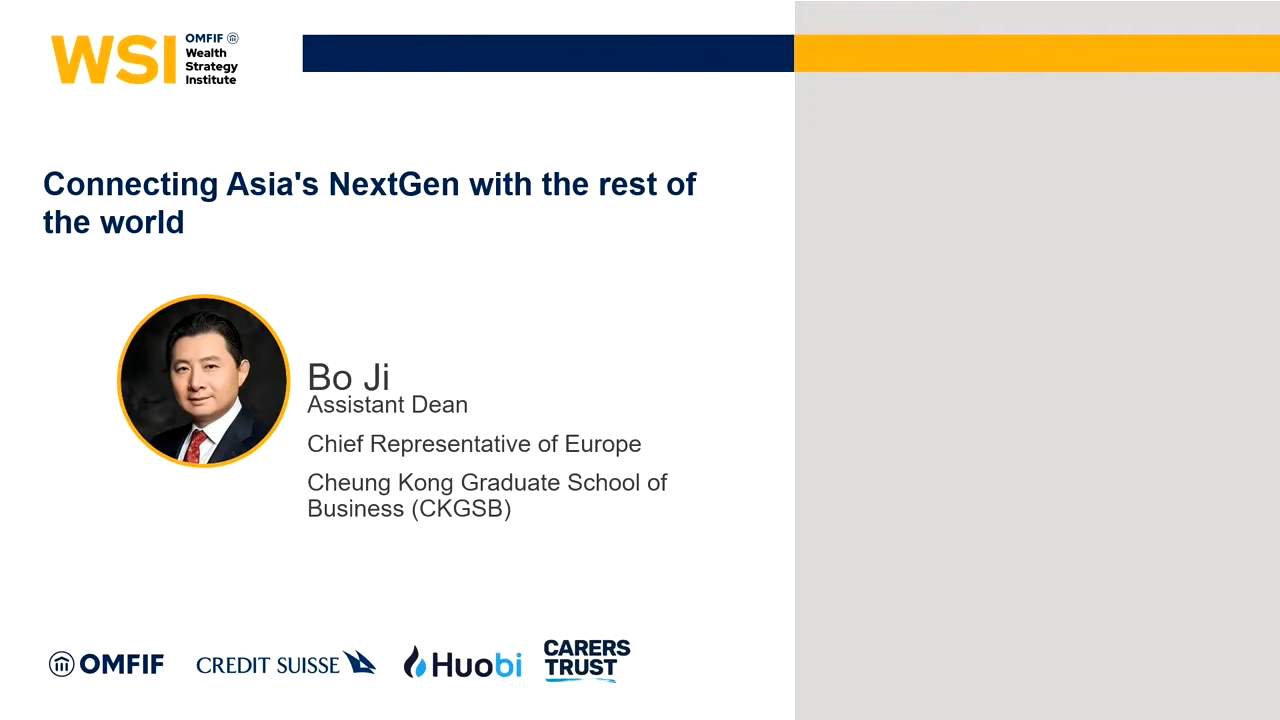 WSI
OMFIF
Wealth
Strategy
Institute
Connecting Asia's NextGen with the rest of
the world
Bo Ji
Assistant Dean
Chief Representative of Europe
Cheung Kong Graduate School of
Business (CKGSB)
OMFIF
CREDIT SUISSE
Huobi
CARERS
TRUST